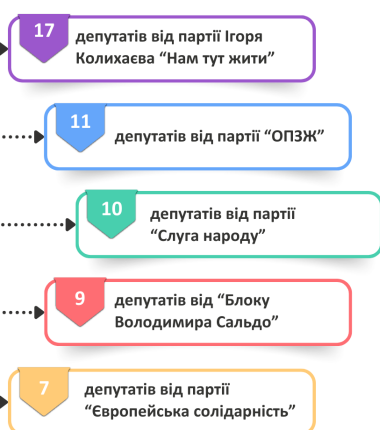 17
депутатів від партії Ігоря
Колихаєва “Нам тут жити”
11
депутатів від партії “ОПЗЖ”
10
депутатів від партії
“Слуга народу”
9
депутатів від “Блоку
Володимира Сальдо”
7
депутатів від партії
“Європейська солідарність”